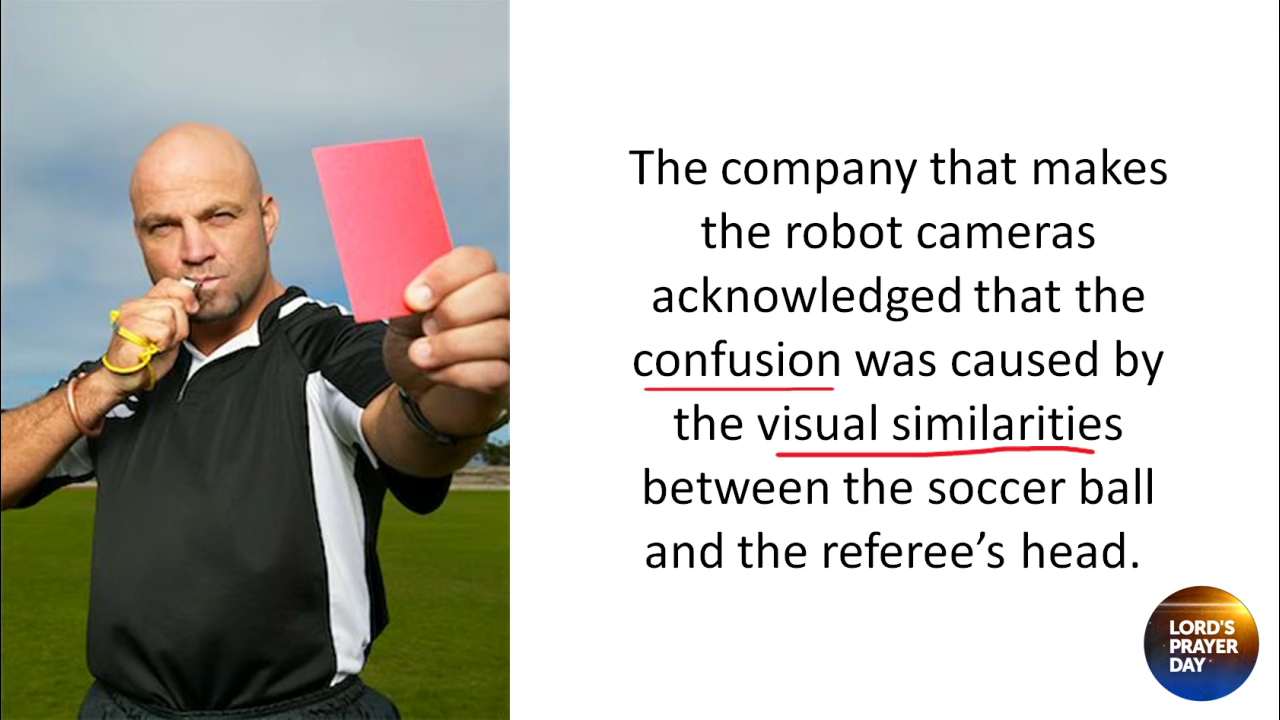 The company that makes
the robot cameras
acknowledged that the
confusion was caused by
the visual similarities
between the soccer ball
and the referee’s head.
LORD'S
PRAYER
DAY